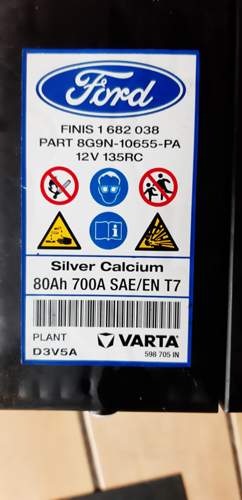 Ford
FINIS 1 682 038
PART 8G9N-10655-PA
12V 135RC
Silver Calcium
80Ah 700A SAE/EN T7
PLANT
D3V5A
VARTA
598 705 IN